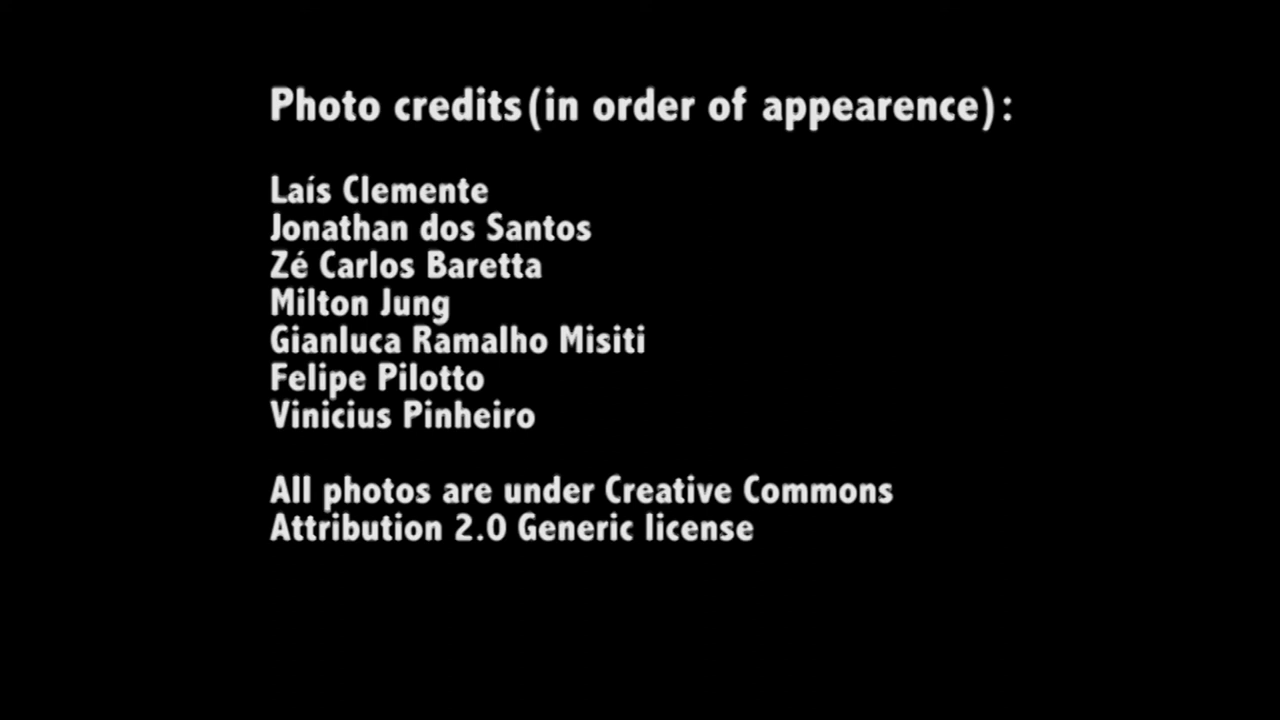 Photo credits(in order of appearence):
Laís Clemente
Jonathan dos Santos
Zé Carlos Baretta
Milton Jung
Gianluca Ramalho Misiti
Felipe Pilotto
Vinicius Pinheiro
All photos are under Creative Commons
Attribution 2.0 Generic license